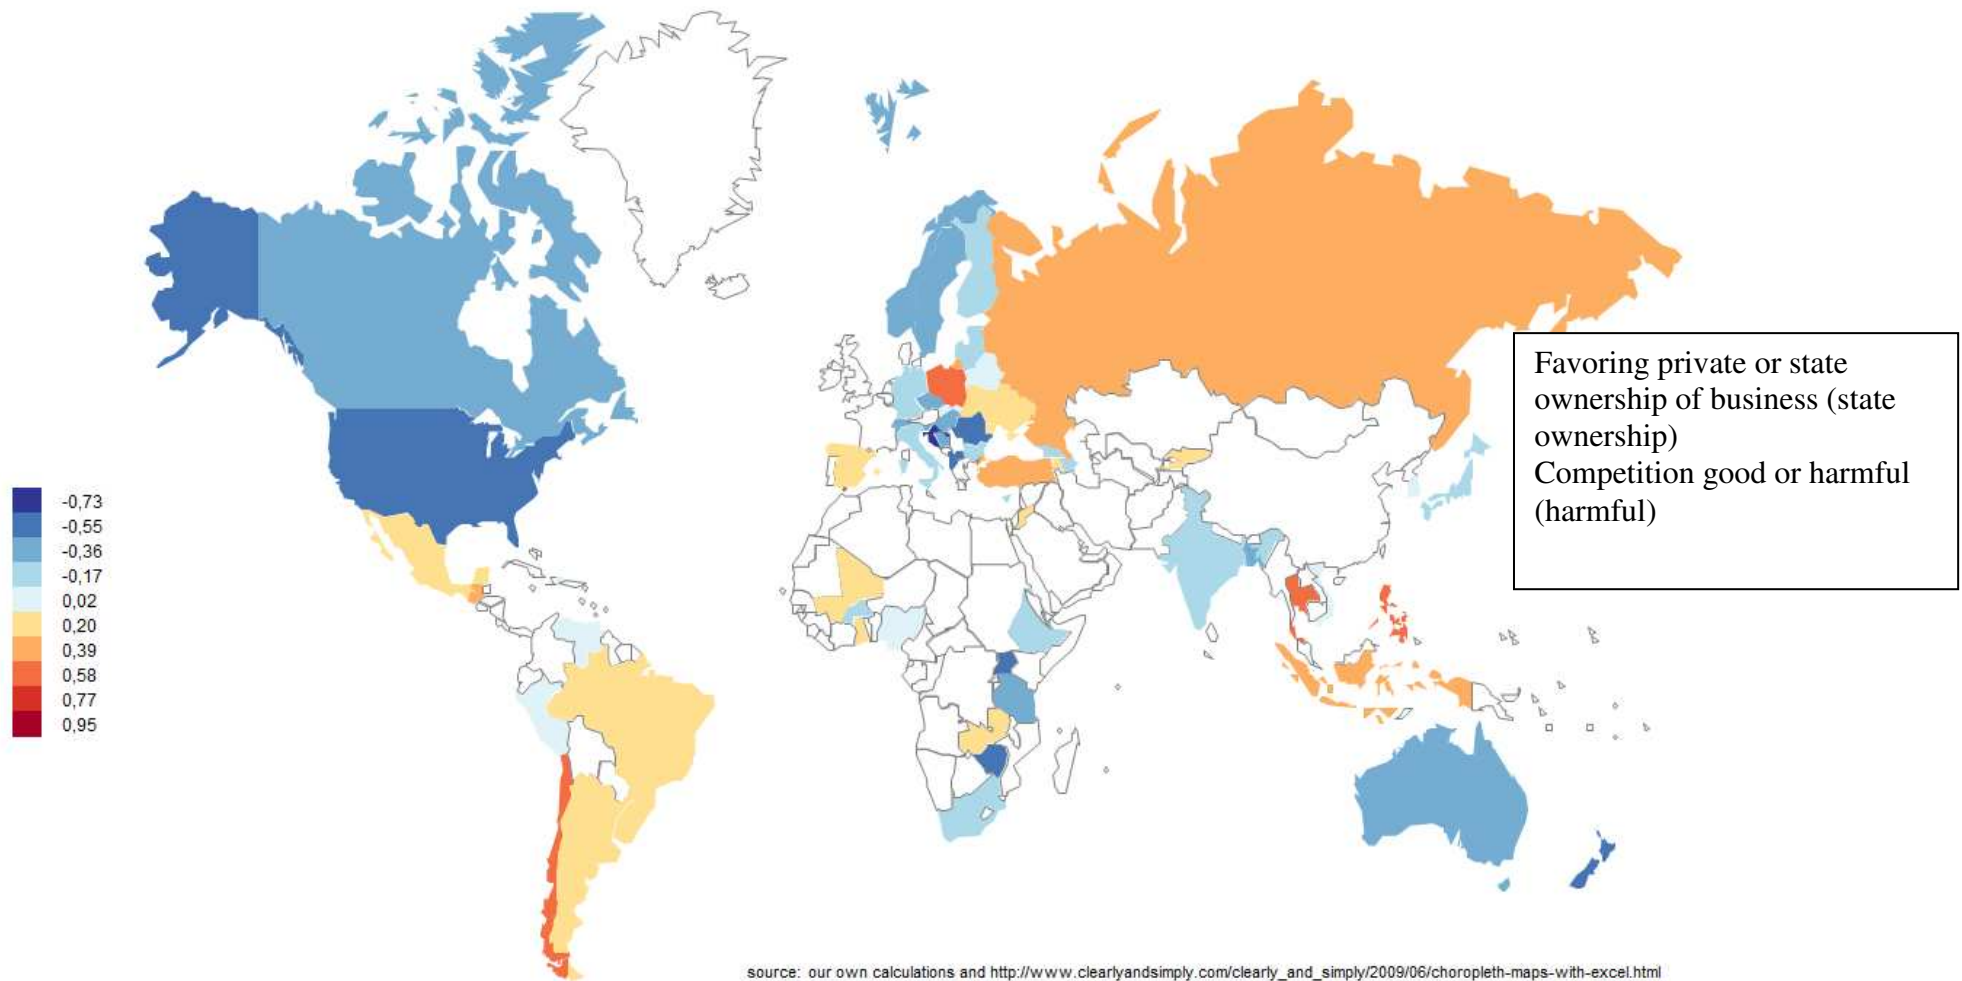 Favoring private or state
ownership of business (state
ownership)
Competition good or harmful
(harmful)
-0,73
-0,55
-0,36
-0,17
0,02
0,20
0,39
0,58
0,77
0,95
source: our own calculations and http://www.clearlyandsimply.com/clearly_and_simply/2009/06/choropleth-maps-with-excel.html